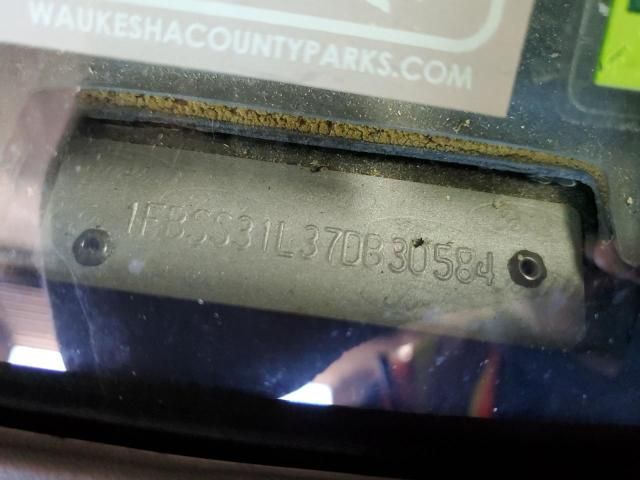 WAUKESHACOUNTYPARKS.COM
1FBSS31L37DB30584